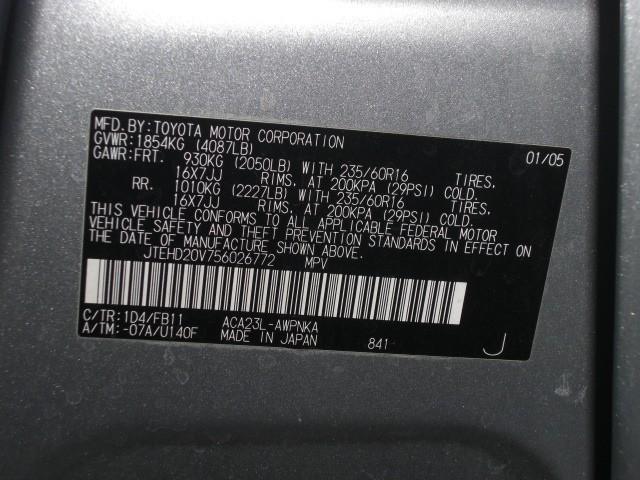 MFD.BY:TOYOTA MOTOR CORPORATION 01/05
GVWR:1854KG (4087LB)
GAWR:FRT. 930KG (2050LB) WITH 235/60R16 TIRES,
16X7JJ RIMS, AT 200KPA (29PSI) COLD.
RR. 1010KG (2227LB) WITH 235/60R16 TIRES,
16X7JJ RIMS, AT 200KPA (29PSI) COLD.
THIS VEHICLE CONFORMS TO ALL APPLICABLE FEDERAL MOTOR
VEHICLE SAFETY AND THEFT PREVENTION STANDARDS IN EFFECT ON
THE DATE OF MANUFACTURE SHOWN ABOVE.
JTEHD20V756026772 MPV
C/TR:1D4/FB11 ACA23L-AWPNKA
A/TM:-07A/U140F MADE IN JAPAN 841 J